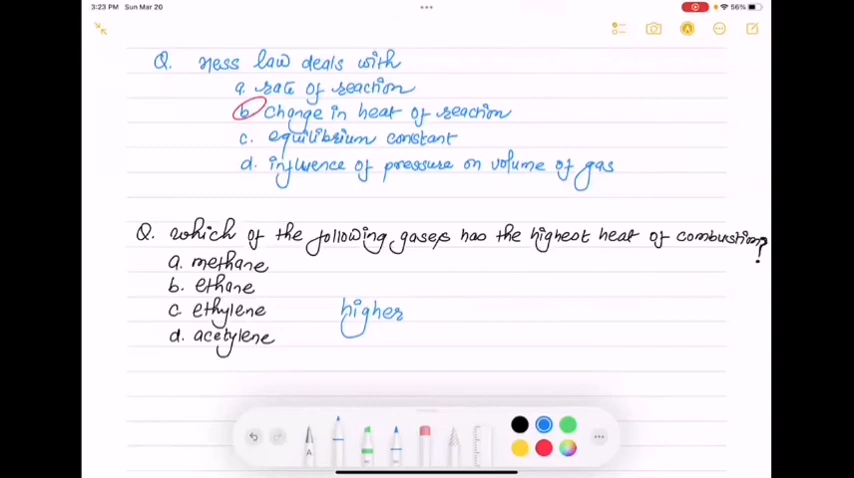 3:23 PM Sun Mar 20
56%
Q. Hess law deals with
a. rate of reaction
b. change in heat of reaction
c. equilibrium constant
d. influence of pressure on volume of gas
Q. which of the following gases has the highest heat of combustion?
a. methane
b. ethane
c. ethylene
higher
d. acetylene
A